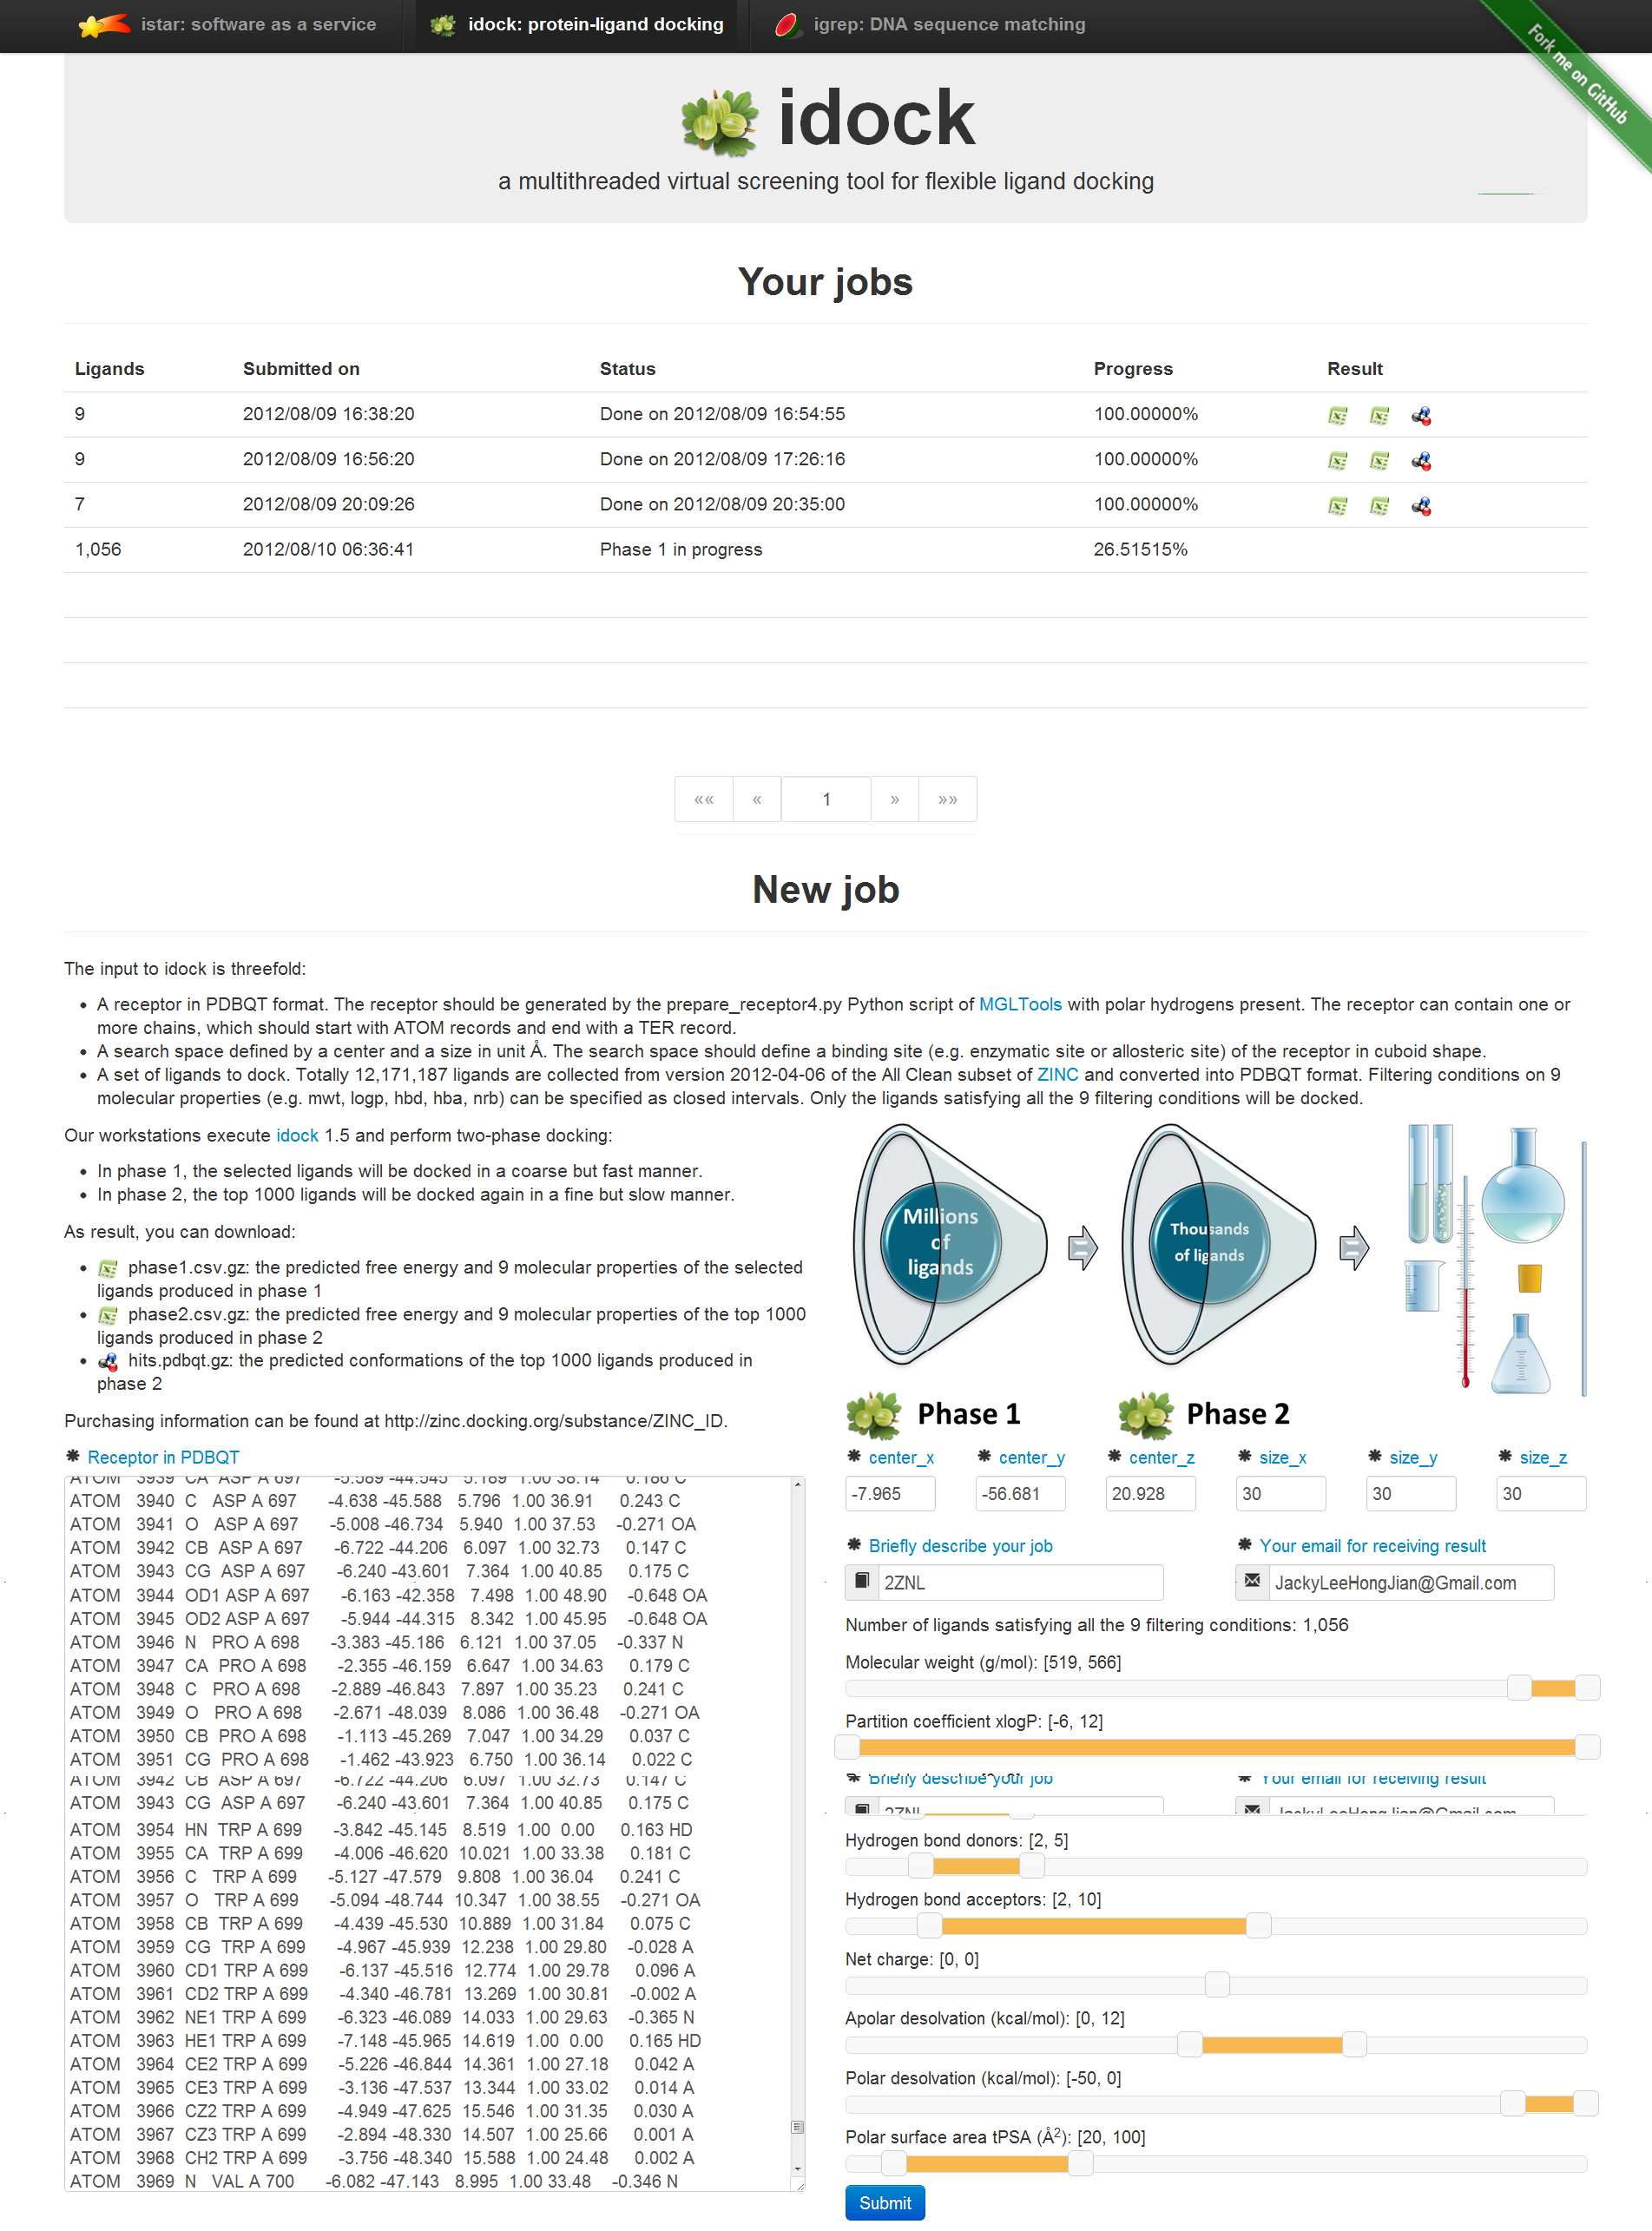 istar: software as a service
idock: protein-ligand docking
igrep: DNA sequence matching
Fork me on GitHub
idock
a multithreaded virtual screening tool for flexible ligand docking
Your jobs
Ligands Submitted on Status Progress Result
9 2012/08/09 16:38:20 Done on 2012/08/09 16:54:55 100.00000%
9 2012/08/09 16:56:20 Done on 2012/08/09 17:26:16 100.00000%
7 2012/08/09 20:09:26 Done on 2012/08/09 20:35:00 100.00000%
1,056 2012/08/10 06:36:41 Phase 1 in progress 26.51515%
«« « 1 » »»
New job
The input to idock is threefold:
• A receptor in PDBQT format. The receptor should be generated by the prepare_receptor4.py Python script of MGLTools with polar hydrogens present. The receptor can contain one or
more chains, which should start with ATOM records and end with a TER record.
• A search space defined by a center and a size in unit Å. The search space should define a binding site (e.g. enzymatic site or allosteric site) of the receptor in cuboid shape.
• A set of ligands to dock. Totally 12,171,187 ligands are collected from version 2012-04-06 of the All Clean subset of ZINC and converted into PDBQT format. Filtering conditions on 9
molecular properties (e.g. mwt, logp, hbd, hba, nrb) can be specified as closed intervals. Only the ligands satisfying all the 9 filtering conditions will be docked.
Our workstations execute idock 1.5 and perform two-phase docking:
• In phase 1, the selected ligands will be docked in a coarse but fast manner.
• In phase 2, the top 1000 ligands will be docked again in a fine but slow manner.
As result, you can download:
• phase1.csv.gz: the predicted free energy and 9 molecular properties of the selected
ligands produced in phase 1
• phase2.csv.gz: the predicted free energy and 9 molecular properties of the top 1000
ligands produced in phase 2
• hits.pdbqt.gz: the predicted conformations of the top 1000 ligands produced in
phase 2
Purchasing information can be found at http://zinc.docking.org/substance/ZINC_ID.
Millions
of
ligands
Thousands
of ligands
Phase 1
Phase 2
Receptor in PDBQT
ATOM 3939 CA ASP A 697 -5.589 -44.545 5.189 1.00 38.14 0.186 C
ATOM 3940 C ASP A 697 -4.638 -45.588 5.796 1.00 36.91 0.243 C
ATOM 3941 O ASP A 697 -5.008 -46.734 5.940 1.00 37.53 -0.271 OA
ATOM 3942 CB ASP A 697 -6.722 -44.206 6.097 1.00 32.73 0.147 C
ATOM 3943 CG ASP A 697 -6.240 -43.601 7.364 1.00 40.85 0.175 C
ATOM 3944 OD1 ASP A 697 -6.163 -42.358 7.498 1.00 48.90 -0.648 OA
ATOM 3945 OD2 ASP A 697 -5.944 -44.315 8.342 1.00 45.95 -0.648 OA
ATOM 3946 N PRO A 698 -3.383 -45.186 6.121 1.00 37.05 -0.337 N
ATOM 3947 CA PRO A 698 -2.355 -46.159 6.647 1.00 34.63 0.179 C
ATOM 3948 C PRO A 698 -2.889 -46.843 7.897 1.00 35.23 0.241 C
ATOM 3949 O PRO A 698 -2.671 -48.039 8.086 1.00 36.48 -0.271 OA
ATOM 3950 CB PRO A 698 -1.113 -45.269 7.047 1.00 34.29 0.037 C
ATOM 3951 CG PRO A 698 -1.462 -43.923 6.750 1.00 36.14 0.022 C
ATOM 3942 CB ASP A 697 -6.722 -44.206 6.097 1.00 32.73 0.147 C
ATOM 3943 CG ASP A 697 -6.240 -43.601 7.364 1.00 40.85 0.175 C
ATOM 3954 HN TRP A 699 -3.842 -45.145 8.519 1.00 0.00 0.163 HD
ATOM 3955 CA TRP A 699 -4.006 -46.620 10.021 1.00 33.38 0.181 C
ATOM 3956 C TRP A 699 -5.127 -47.579 9.808 1.00 36.04 0.241 C
ATOM 3957 O TRP A 699 -5.094 -48.744 10.347 1.00 38.55 -0.271 OA
ATOM 3958 CB TRP A 699 -4.439 -45.530 10.889 1.00 31.84 0.075 C
ATOM 3959 CG TRP A 699 -4.967 -45.939 12.238 1.00 29.80 -0.028 A
ATOM 3960 CD1 TRP A 699 -6.137 -45.516 12.774 1.00 29.78 0.096 A
ATOM 3961 CD2 TRP A 699 -4.340 -46.781 13.269 1.00 30.81 -0.002 A
ATOM 3962 NE1 TRP A 699 -6.323 -46.089 14.033 1.00 29.63 -0.365 N
ATOM 3963 HE1 TRP A 699 -7.148 -45.965 14.619 1.00 0.00 0.165 HD
ATOM 3964 CE2 TRP A 699 -5.226 -46.844 14.361 1.00 27.18 0.042 A
ATOM 3965 CE3 TRP A 699 -3.136 -47.537 13.344 1.00 33.02 0.014 A
ATOM 3966 CZ2 TRP A 699 -4.949 -47.625 15.546 1.00 31.35 0.030 A
ATOM 3967 CZ3 TRP A 699 -2.894 -48.330 14.507 1.00 25.66 0.001 A
ATOM 3968 CH2 TRP A 699 -3.756 -48.340 15.588 1.00 24.48 0.002 A
ATOM 3969 N VAL A 700 -6.082 -47.143 8.995 1.00 33.48 -0.346 N
center_x center_y center_z size_x size_y size_z
-7.965 -56.681 20.928 30 30 30
Briefly describe your job Your email for receiving result
2ZNL JackyLeeHongJian@Gmail.com
Number of ligands satisfying all the 9 filtering conditions: 1,056
Molecular weight (g/mol): [519, 566]
Partition coefficient xlogP: [-6, 12]
Briefly describe your job Your email for receiving result
2ZNL JackyLeeHongJian@Gmail.com
Hydrogen bond donors: [2, 5]
Hydrogen bond acceptors: [2, 10]
Net charge: [0, 0]
Apolar desolvation (kcal/mol): [0, 12]
Polar desolvation (kcal/mol): [-50, 0]
Polar surface area tPSA (Å2): [20, 100]
Submit